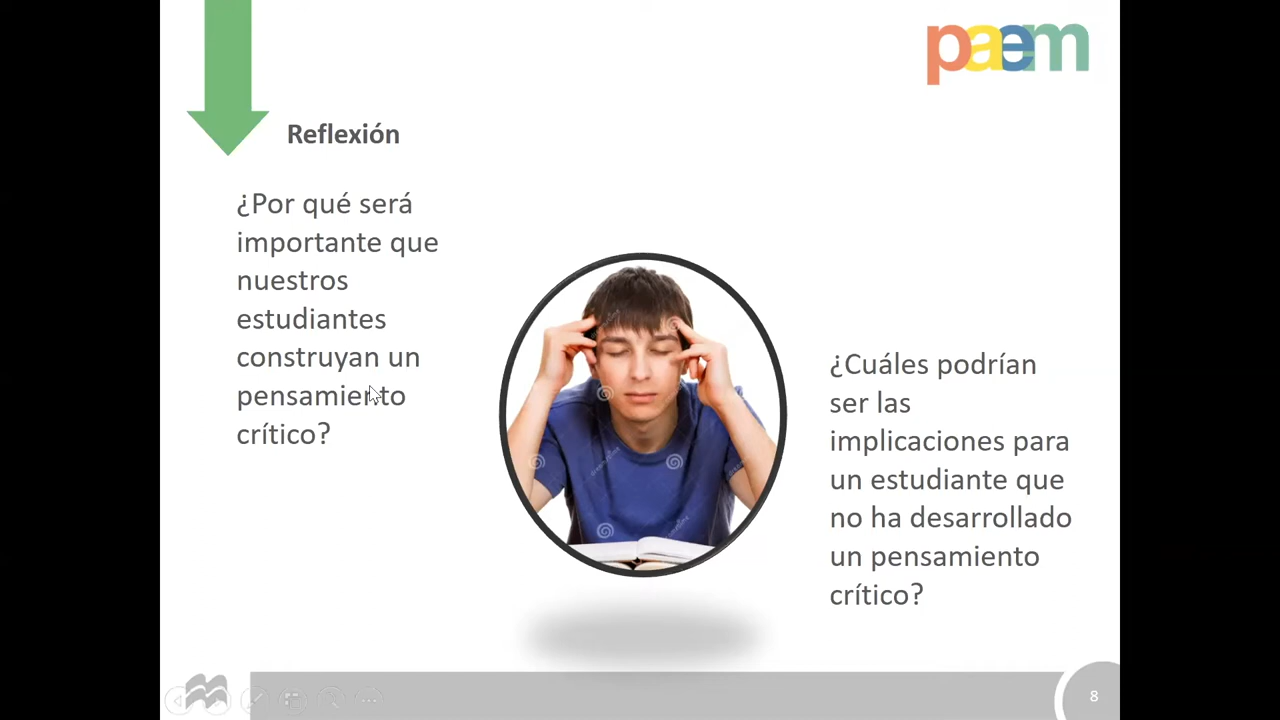 paem
Reflexión
¿Por qué será
importante que
nuestros
estudiantes
construyan un
pensamiento
crítico?
¿Cuáles podrían
ser las
implicaciones para
un estudiante que
no ha desarrollado
un pensamiento
crítico?
8